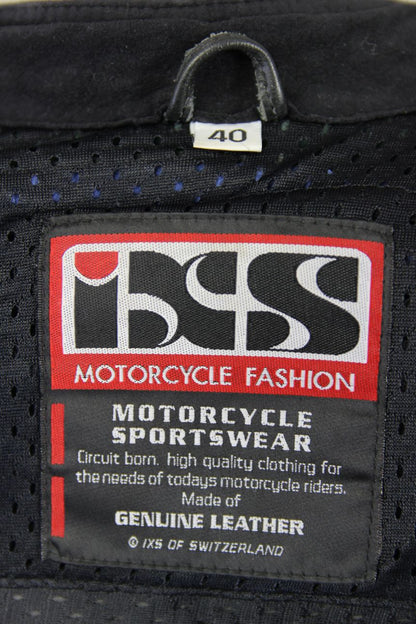 40
iXS
MOTORCYCLE FASHION
MOTORCYCLE
SPORTSWEAR
Circuit born, high quality clothing for
the needs of todays motorcycle riders.
Made of
GENUINE LEATHER
© IXS OF SWITZERLAND